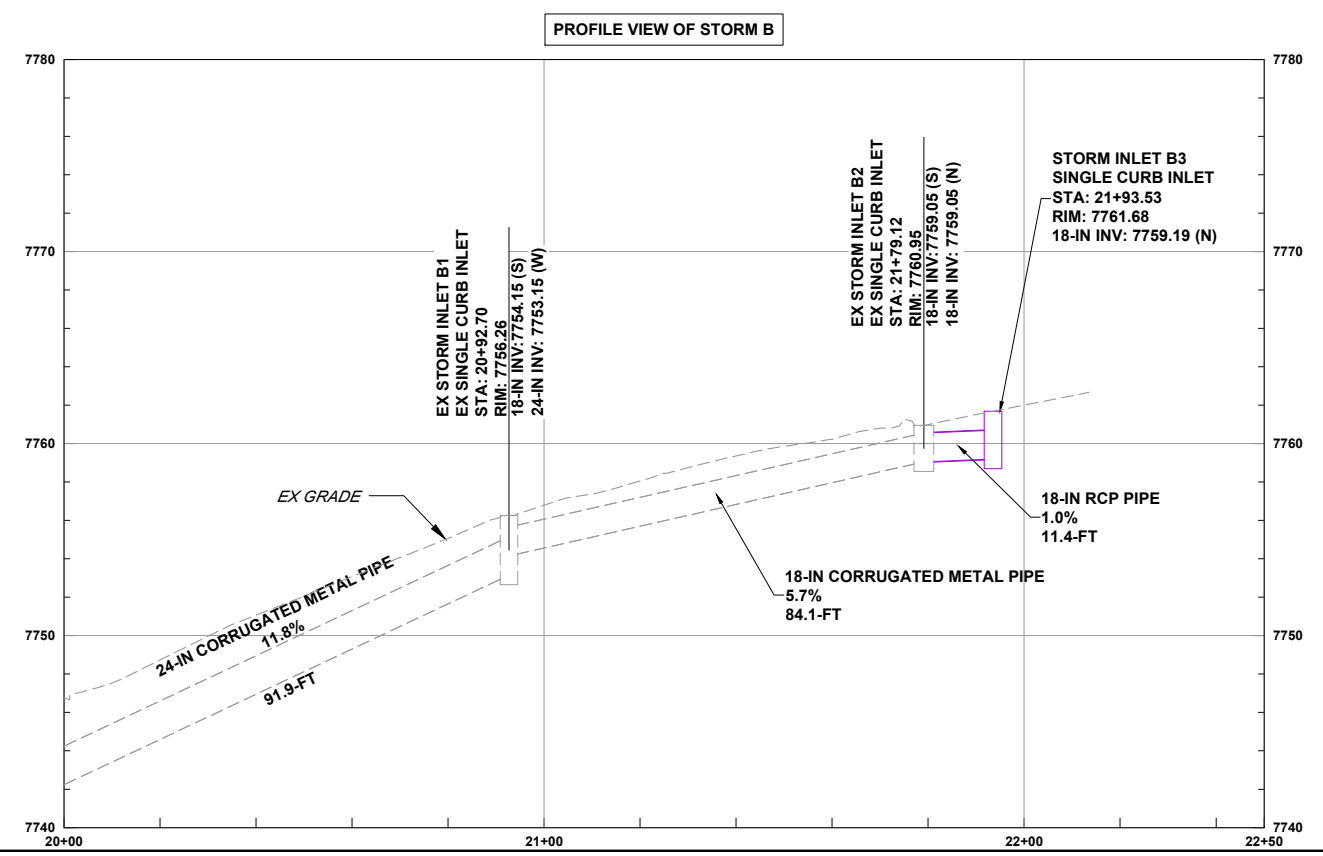 PROFILE VIEW OF STORM B
7780
7780
7770
7770
7760
7760
7750
7750
7740
7740
20+00
21+00
22+00
22+50
EX STORM INLET B1
EX SINGLE CURB INLET
STA: 20+92.70
RIM: 7756.26
18-IN INV:7754.15 (S)
24-IN INV: 7753.15 (W)
EX STORM INLET B2
EX SINGLE CURB INLET
STA: 21+79.12
RIM: 7760.95
18-IN INV:7759.05 (S)
18-IN INV: 7759.05 (N)
STORM INLET B3
SINGLE CURB INLET
STA: 21+93.53
RIM: 7761.68
18-IN INV: 7759.19 (N)
EX GRADE
24-IN CORRUGATED METAL PIPE
11.8%
91.9-FT
18-IN CORRUGATED METAL PIPE
5.7%
84.1-FT
18-IN RCP PIPE
1.0%
11.4-FT